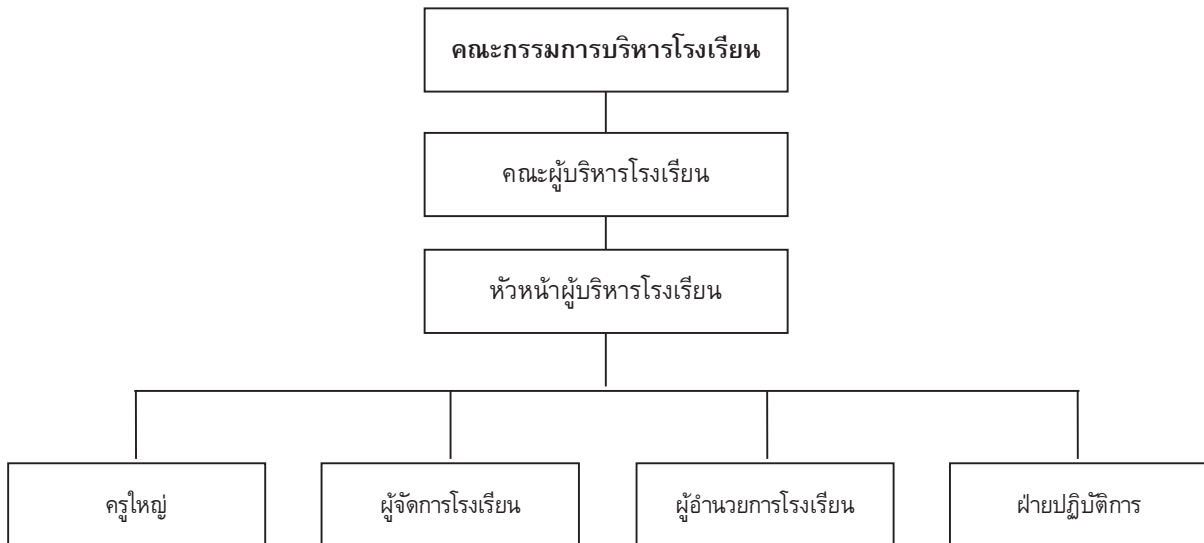 คณะกรรมการบริหารโรงเรียน
คณะผู้บริหารโรงเรียน
หัวหน้าผู้บริหารโรงเรียน
ครูใหญ่
ผู้จัดการโรงเรียน
ผู้อำนวยการโรงเรียน
ฝ่ายปฏิบัติการ